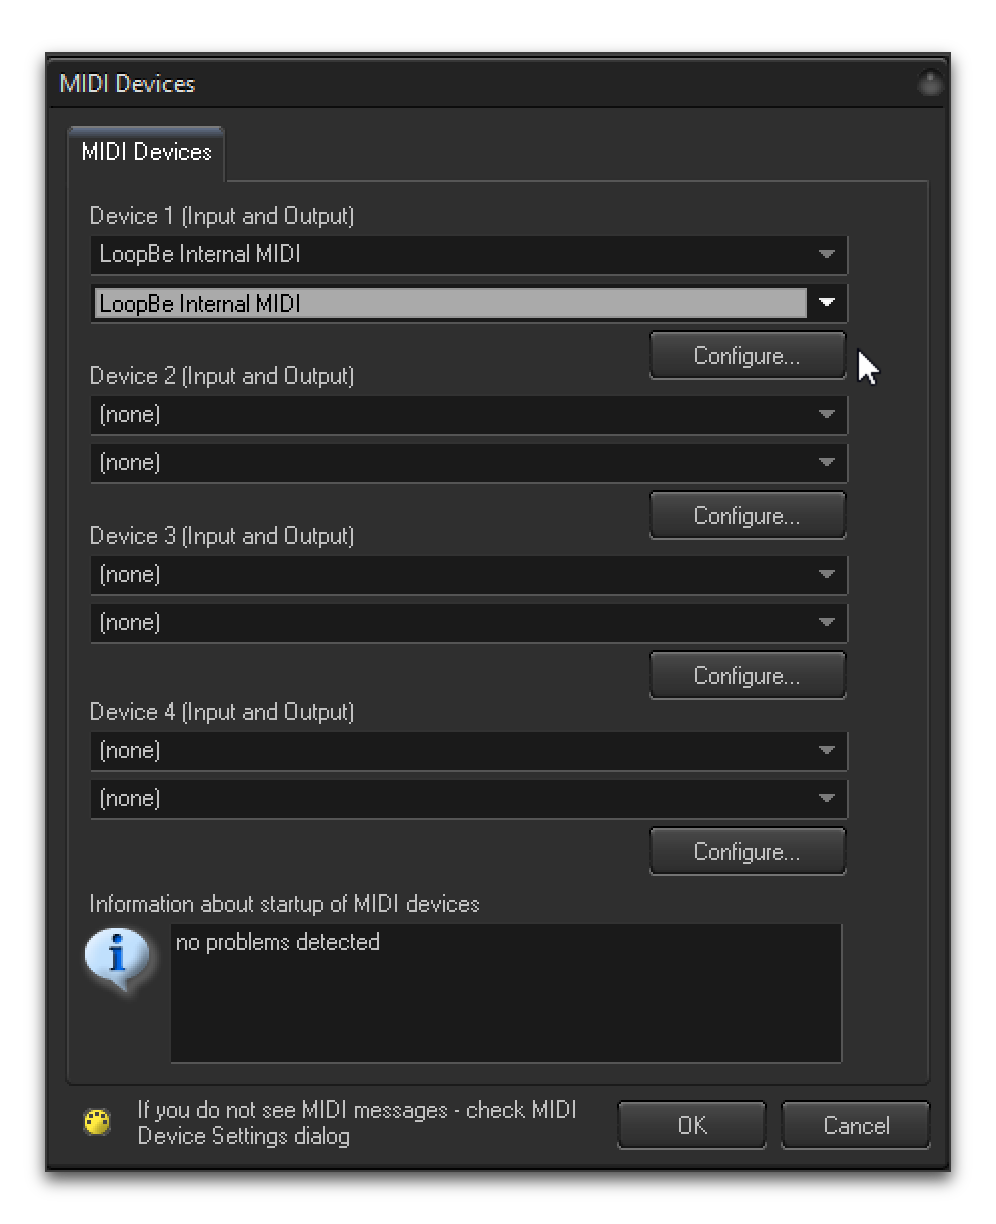 MIDI Devices
MIDI Devices
Device 1 (Input and Output)
LoopBe Internal MIDI
LoopBe Internal MIDI
Configure...
Device 2 (Input and Output)
(none)
(none)
Configure...
Device 3 (Input and Output)
(none)
(none)
Configure...
Device 4 (Input and Output)
(none)
(none)
Configure...
Information about startup of MIDI devices
no problems detected
If you do not see MIDI messages - check MIDI
Device Settings dialog
OK
Cancel